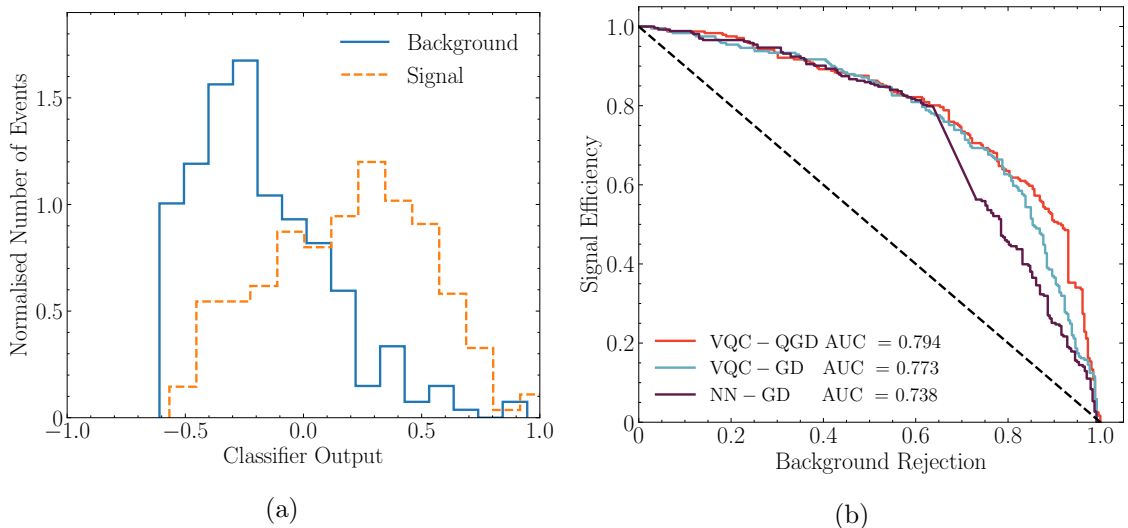 Background
Signal
Normalised Number of Events
1.5
1.0
0.5
0
−1.0
−0.5
0.0
0.5
1.0
Classifier Output
(a)
1.0
0.8
0.6
0.4
0.2
0
Signal Efficiency
VQC − QGD AUC = 0.794
VQC − GD AUC = 0.773
NN − GD AUC = 0.738
0
0.2
0.4
0.6
0.8
1.0
Background Rejection
(b)